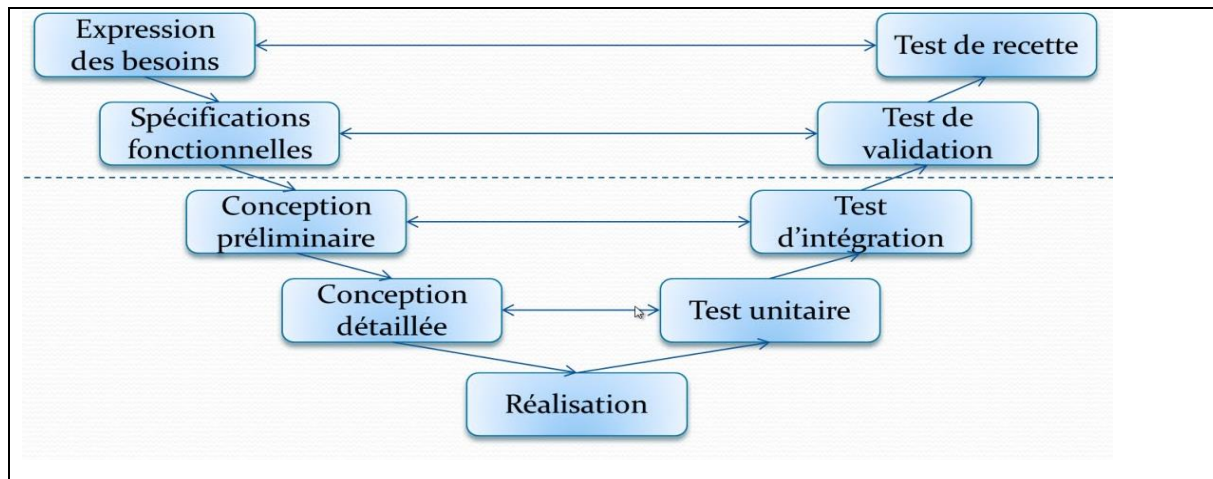 Expression
des besoins
Test de recette
Spécifications
fonctionnelles
Test de
validation
Conception
préliminaire
Test
d'intégration
Conception
détaillée
Test unitaire
Réalisation